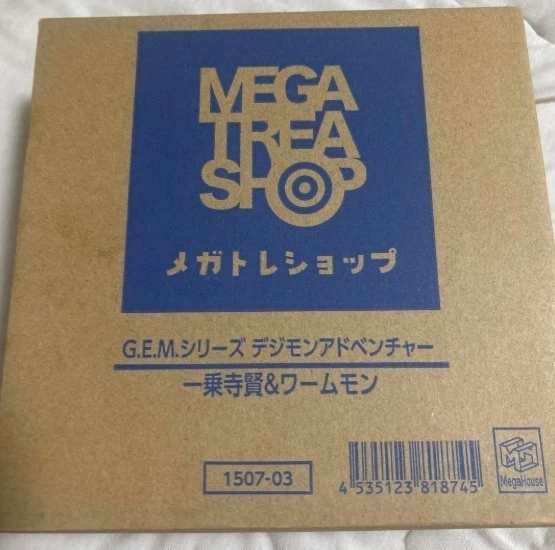 MEGA
TREA
SHOP
メガトレショップ
G.E.M.シリーズ デジモンアドベンチャー
一乗寺賢&ワームモン
1507-03
4 535123 818745
MegaHouse